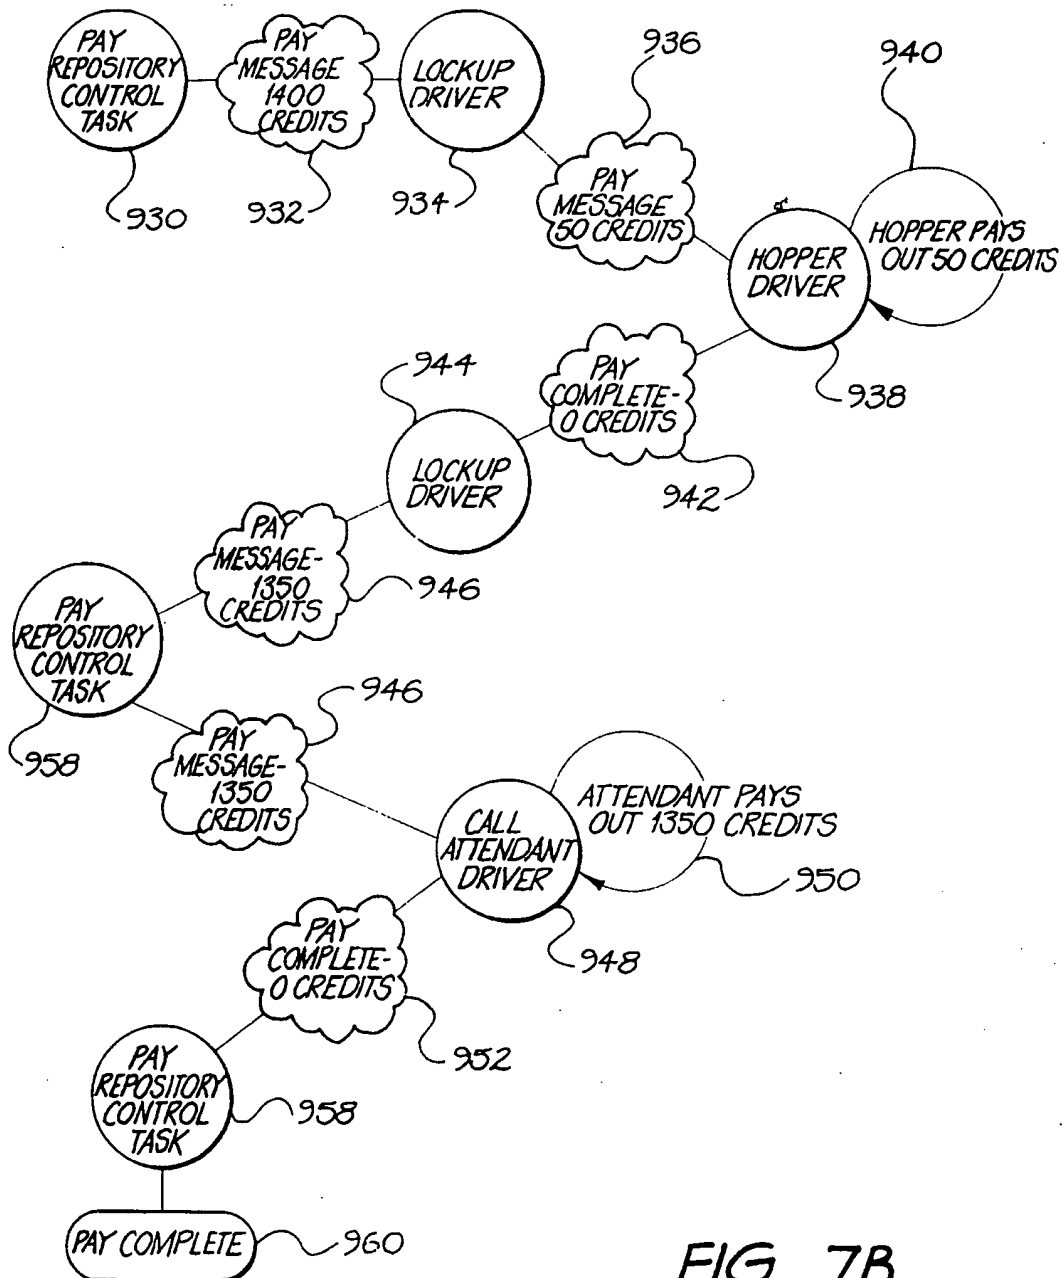 PAY
REPOSITORY
CONTROL
TASK
930
PAY
MESSAGE
1400
CREDITS
932
LOCKUP
DRIVER
934
936
PAY
MESSAGE
50 CREDITS
940
HOPPER PAYS
OUT 50 CREDITS
HOPPER
DRIVER
938
PAY
COMPLETE-
0 CREDITS
942
944
LOCKUP
DRIVER
PAY
MESSAGE-
1350
CREDITS
946
PAY
REPOSITORY
CONTROL
TASK
958
946
PAY
MESSAGE-
1350
CREDITS
CALL
ATTENDANT
DRIVER
948
ATTENDANT PAYS
OUT 1350 CREDITS
950
PAY
COMPLETE-
0 CREDITS
952
PAY
REPOSITORY
CONTROL
TASK
958
PAY COMPLETE
960
FIG 7B